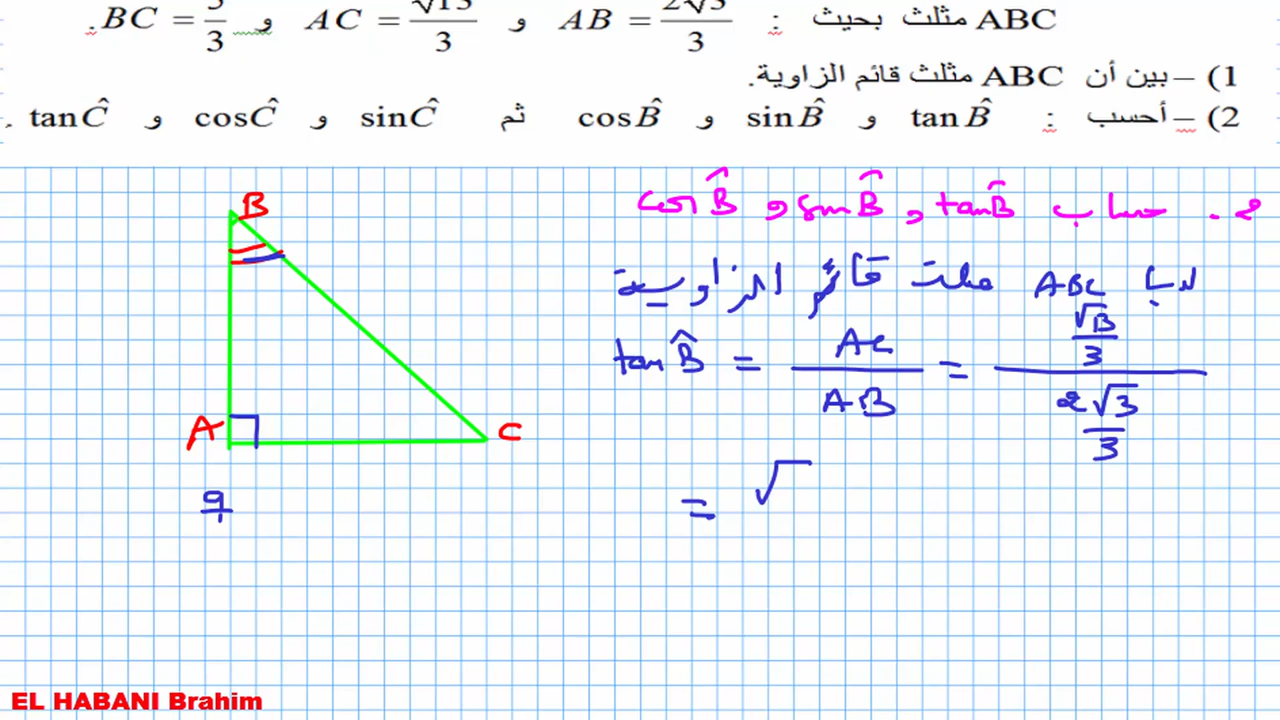 ABC مثلث بحيث : AB = 2√3/3 و AC = √13/3 و BC = 5/3 .
1) – بين أن ABC مثلث قائم الزاوية.
2) – أحسب : tan B̂ و sin B̂ و cos B̂ ثم sin Ĉ و cos Ĉ و tan Ĉ .
2. حساب tan B̂ و sin B̂ و cos B̂
لدينا ABC مثلث قائم الزاوية
tan B̂ = AC/AB = (√13/3)/(2√3/3)
= √
B
A
C
9/
EL HABANI Brahim